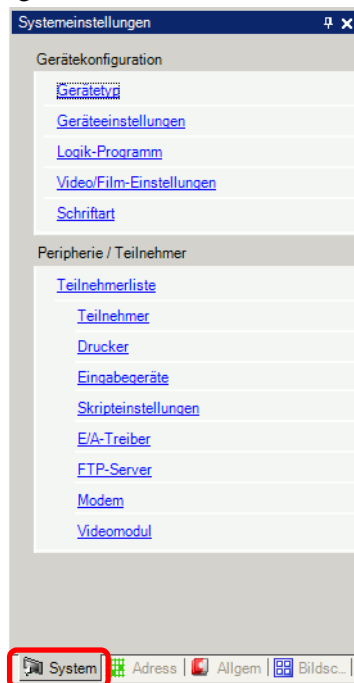 Systemeinstellungen
Gerätekonfiguration
Gerätetyp
Geräteeinstellungen
Logik-Programm
Video/Film-Einstellungen
Schriftart
Peripherie / Teilnehmer
Teilnehmerliste
Teilnehmer
Drucker
Eingabegeräte
Skripteinstellungen
E/A-Treiber
FTP-Server
Modem
Videomodul
System Adress Allgem Bildsc...